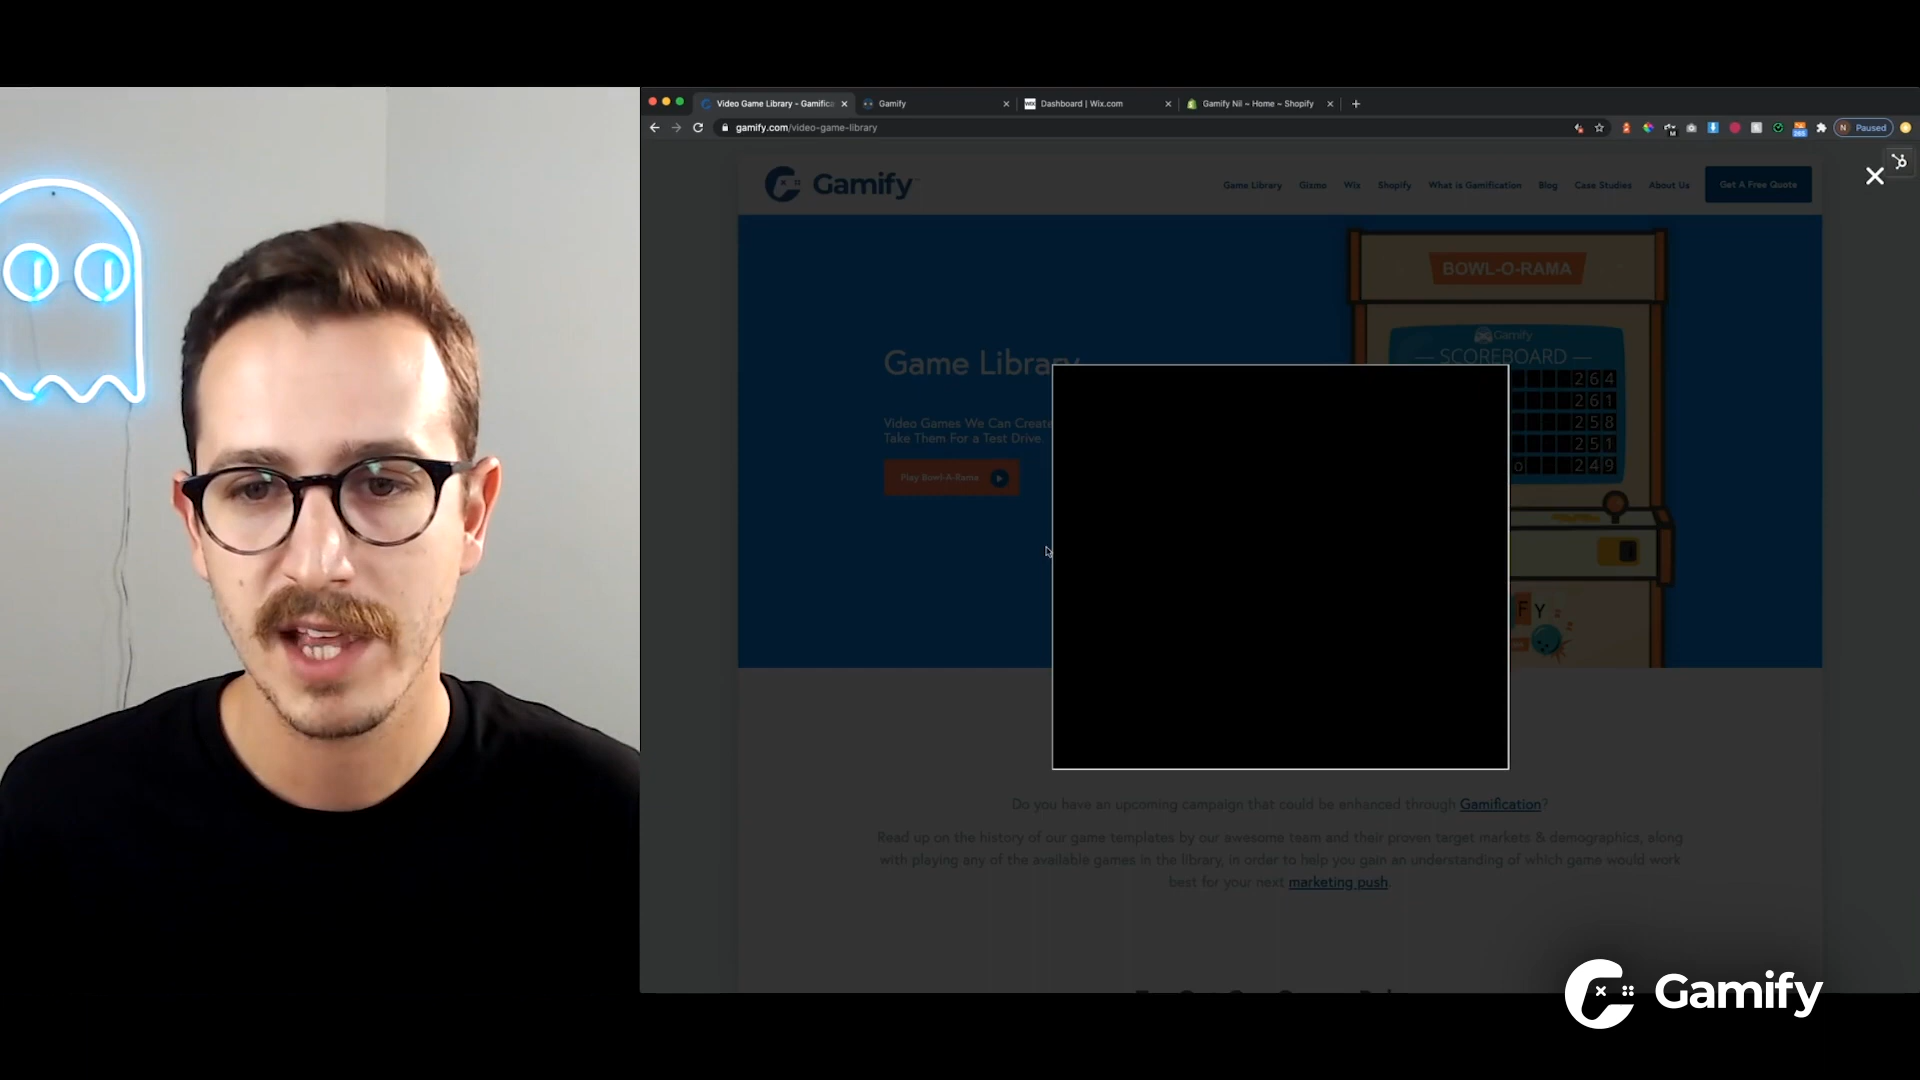 Video Game Library - Gamifica
Gamify
Dashboard | Wix.com
Gamify Nil ~ Home ~ Shopify
gamify.com/video-game-library
N Paused
Gamify
Game Library
Gizmo
Wix
Shopify
What is Gamification
Blog
Case Studies
About Us
Get A Free Quote
BOWL-O-RAMA
Gamify
— SCOREBOARD —
264
261
258
251
249
Game Library
Video Games We Can Create
Take Them For a Test Drive
Play Bowl-A-Rama
FY
Do you have an upcoming campaign that could be enhanced through Gamification?
Read up on the history of our game templates by our awesome team and their proven target markets & demographics, along
with playing any of the available games in the library, in order to help you gain an understanding of which game would work
best for your next marketing push.
Gamify